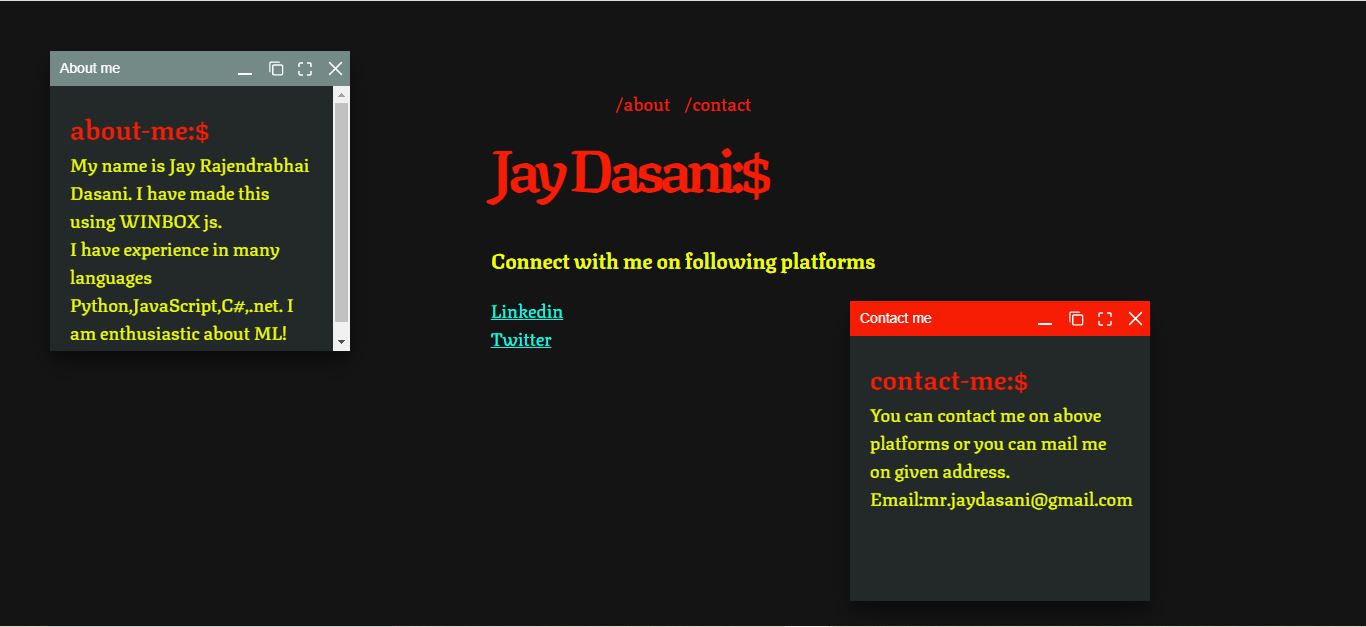 About me
about-me:$
My name is Jay Rajendrabhai
Dasani. I have made this
using WINBOX js.
I have experience in many
languages
Python,JavaScript,C#,.net. I
am enthusiastic about ML!
/about /contact
Jay Dasani:$
Connect with me on following platforms
Linkedin
Twitter
Contact me
contact-me:$
You can contact me on above
platforms or you can mail me
on given address.
Email:mr.jaydasani@gmail.com